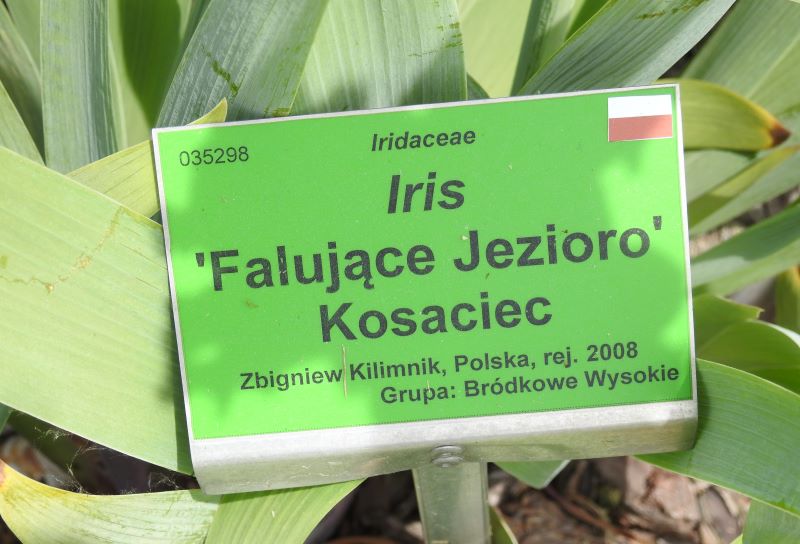 035298
Iridaceae
Iris
'Falujące Jezioro'
Kosaciec
Zbigniew Kilimnik, Polska, rej. 2008
Grupa: Bródkowe Wysokie